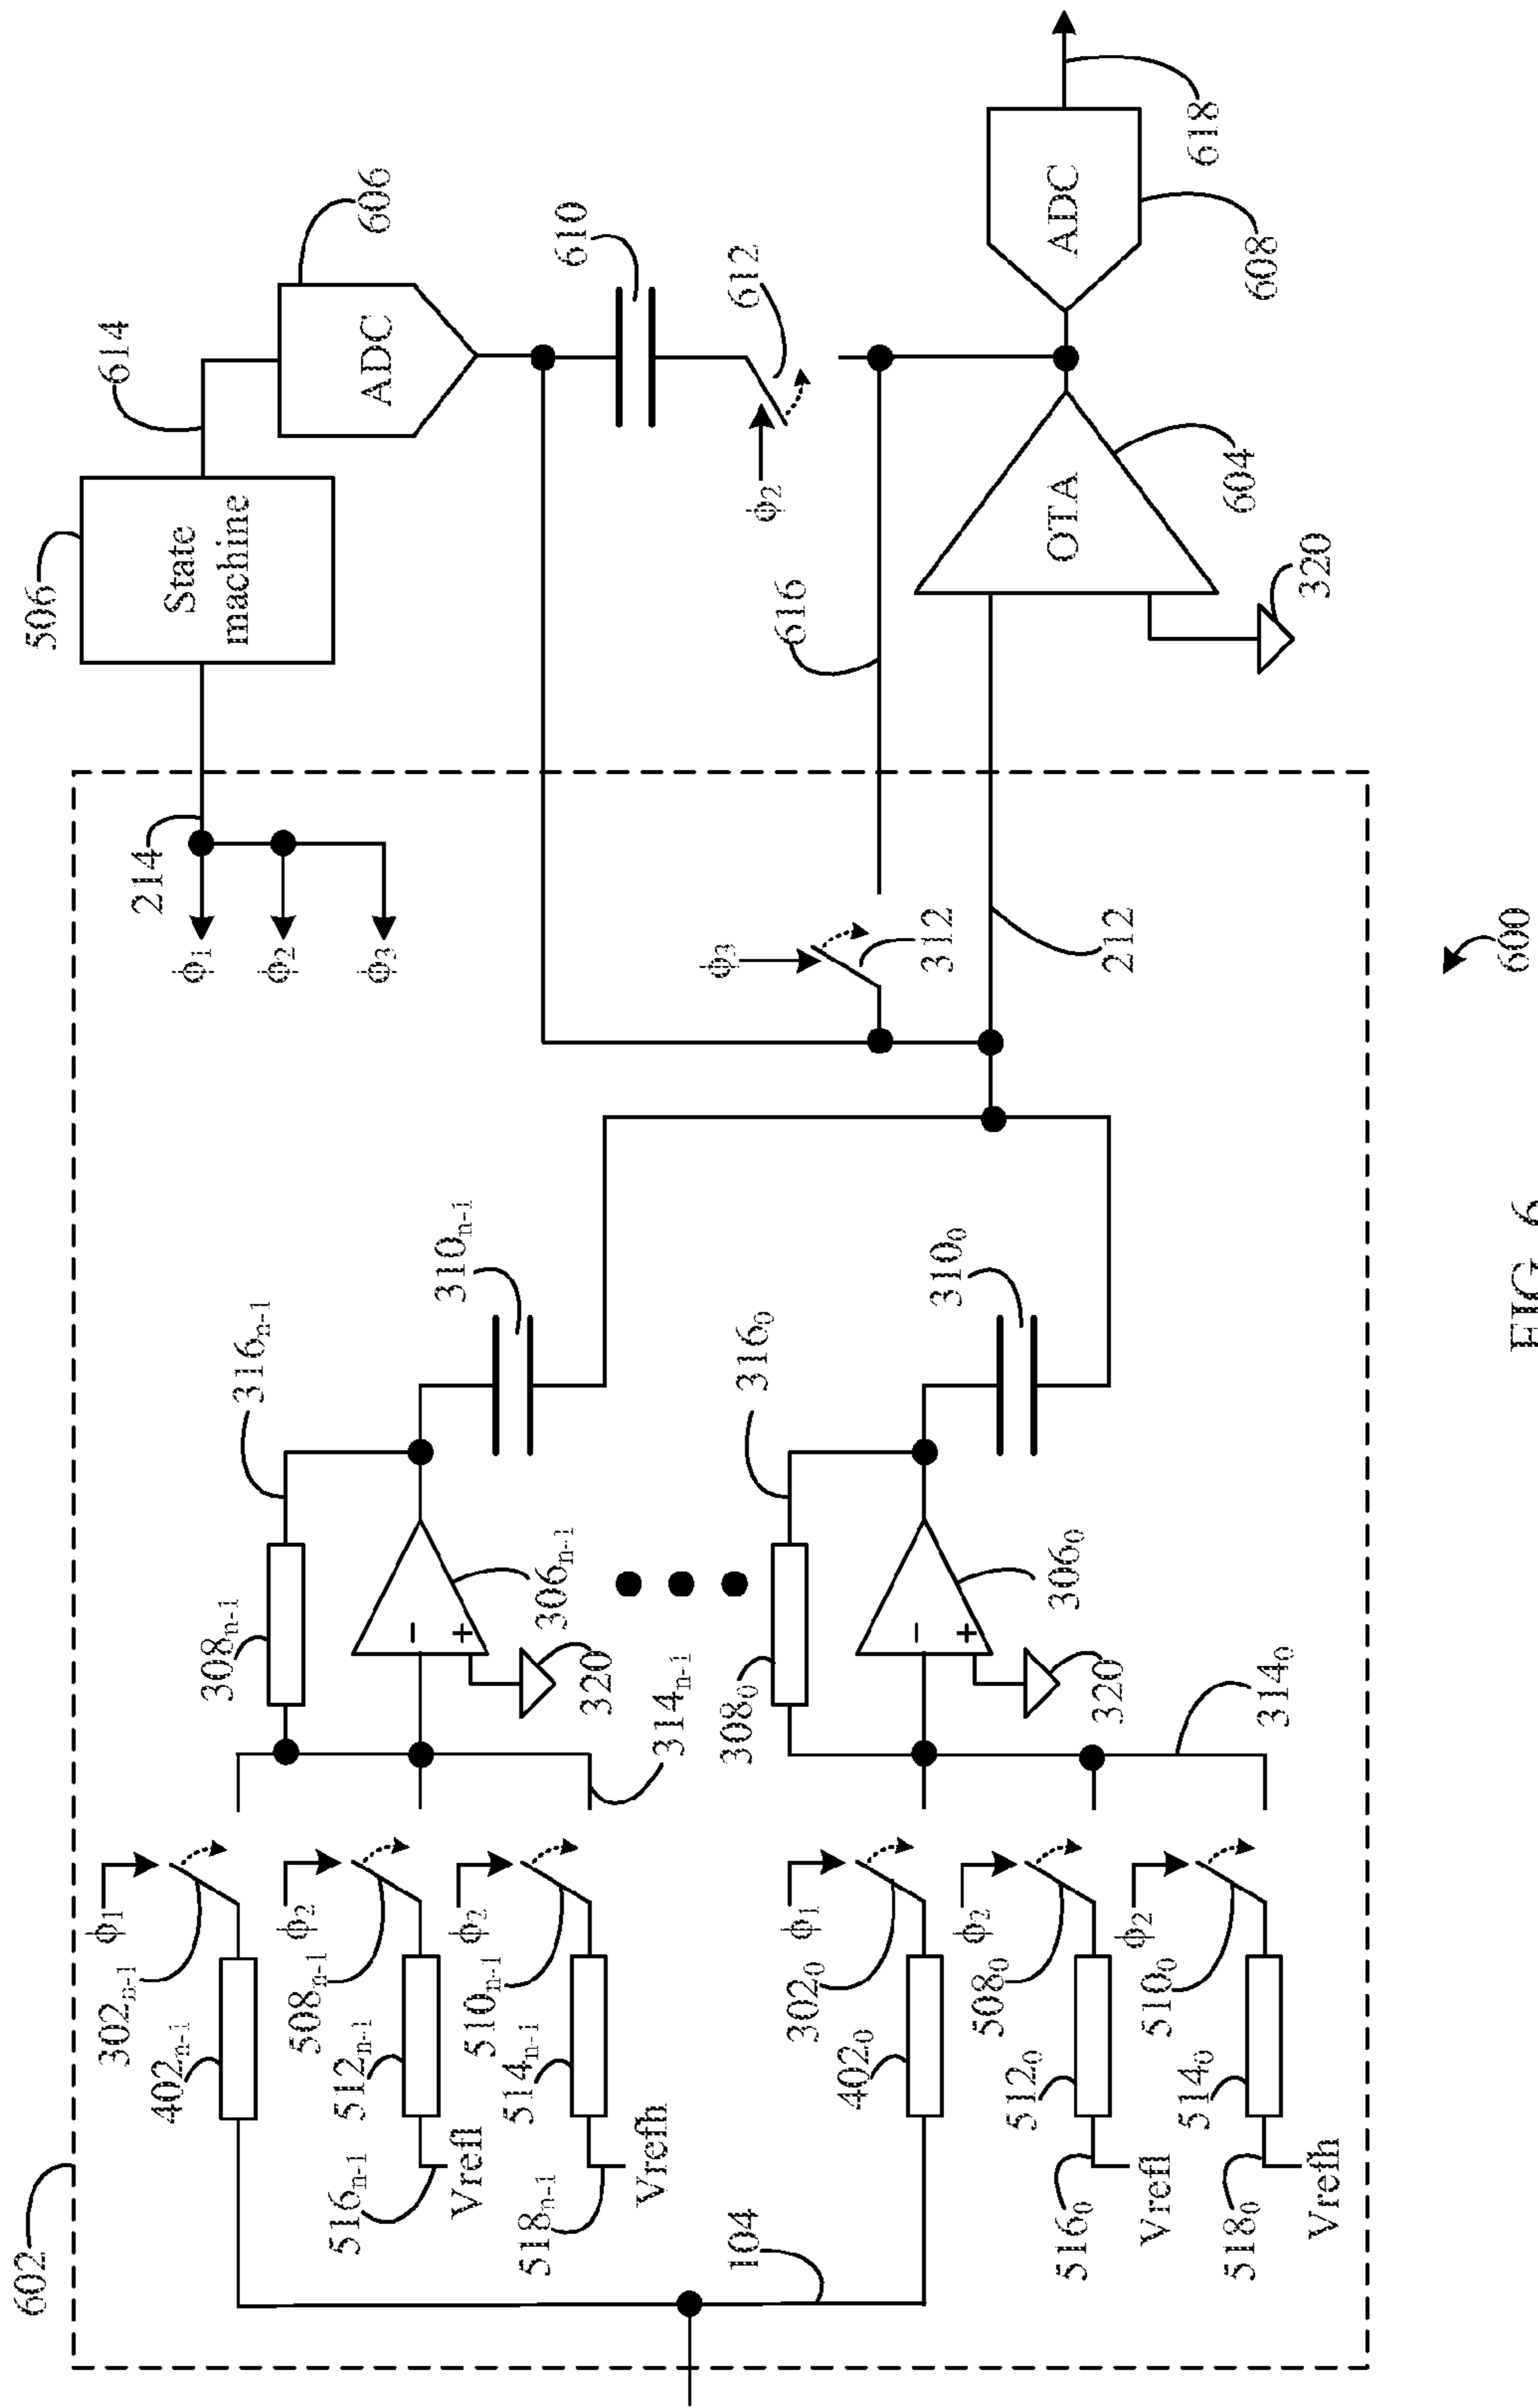 602
506
State
machine
614
ADC
606
214
ϕ1
ϕ2
ϕ3
610
612
ϕ2
616
ϕ3
312
212
OTA
604
320
ADC
608
618
ϕ1
302n-1
402n-1
ϕ2
508n-1
512n-1
516n-1
Vrefl
ϕ2
510n-1
514n-1
518n-1
Vrefh
308n-1
316n-1
306n-1
320
314n-1
310n-1
104
ϕ1
3020
4020
ϕ2
5080
5120
5160
Vrefl
ϕ2
5100
5140
5180
Vrefh
3080
3160
3060
320
3140
3100
600
FIG. 6